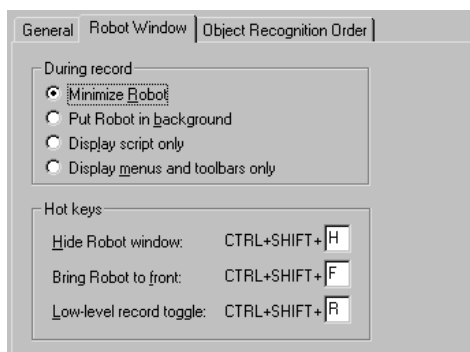 General Robot Window Object Recognition Order
During record
Minimize Robot
Put Robot in background
Display script only
Display menus and toolbars only
Hot keys
Hide Robot window: CTRL+SHIFT+ H
Bring Robot to front: CTRL+SHIFT+ F
Low-level record toggle: CTRL+SHIFT+ R